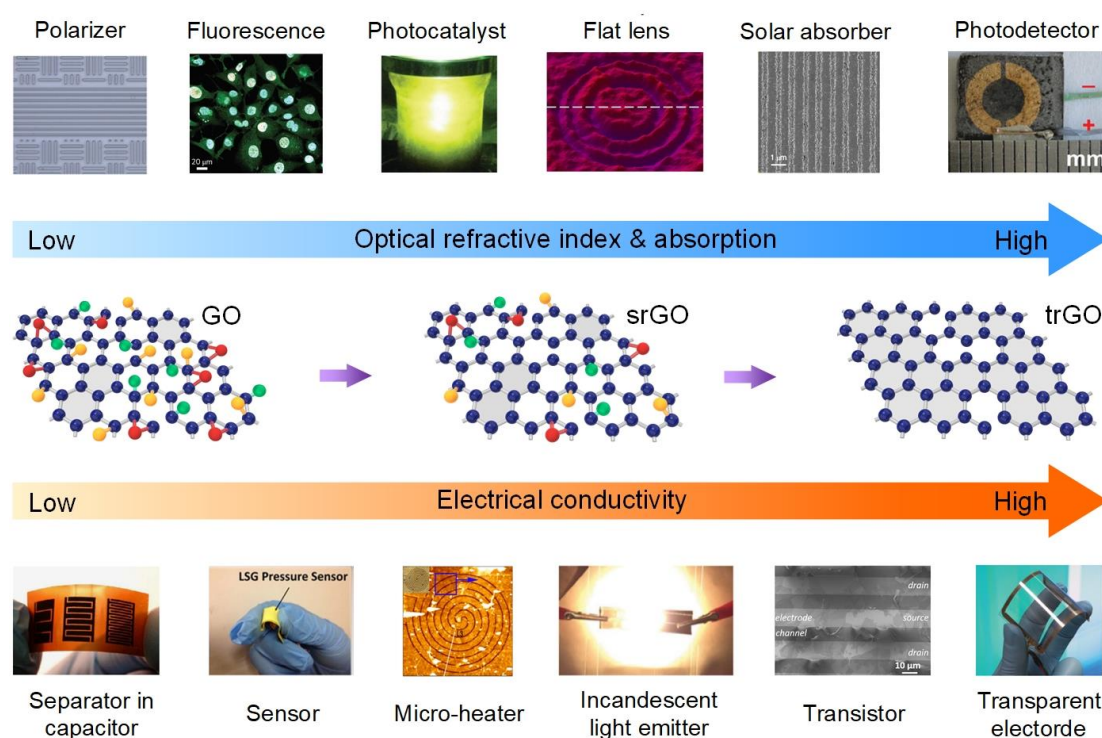 Polarizer
Fluorescence
Photocatalyst
Flat lens
Solar absorber
Photodetector
20 μm
1 μm
−
+
mm
Low
Optical refractive index & absorption
High
GO
srGO
trGO
Low
Electrical conductivity
High
LSG Pressure Sensor
drain
electrode
source
channel
drain
10 μm
Separator in
capacitor
Sensor
Micro-heater
Incandescent
light emitter
Transistor
Transparent
electorde